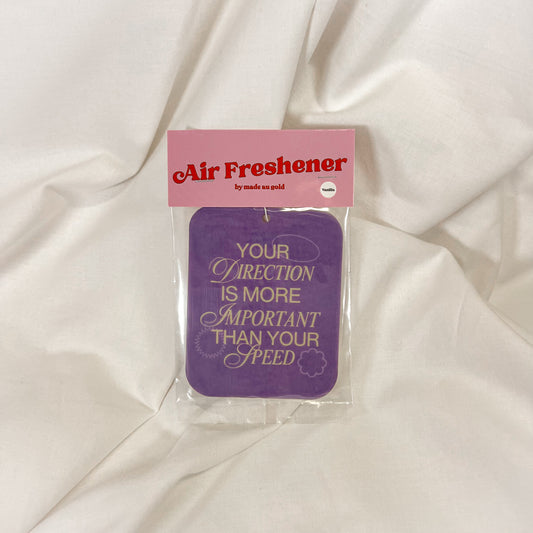 Air Freshener
by made au gold
Vanilla
YOUR
DIRECTION
IS MORE
IMPORTANT
THAN YOUR
SPEED